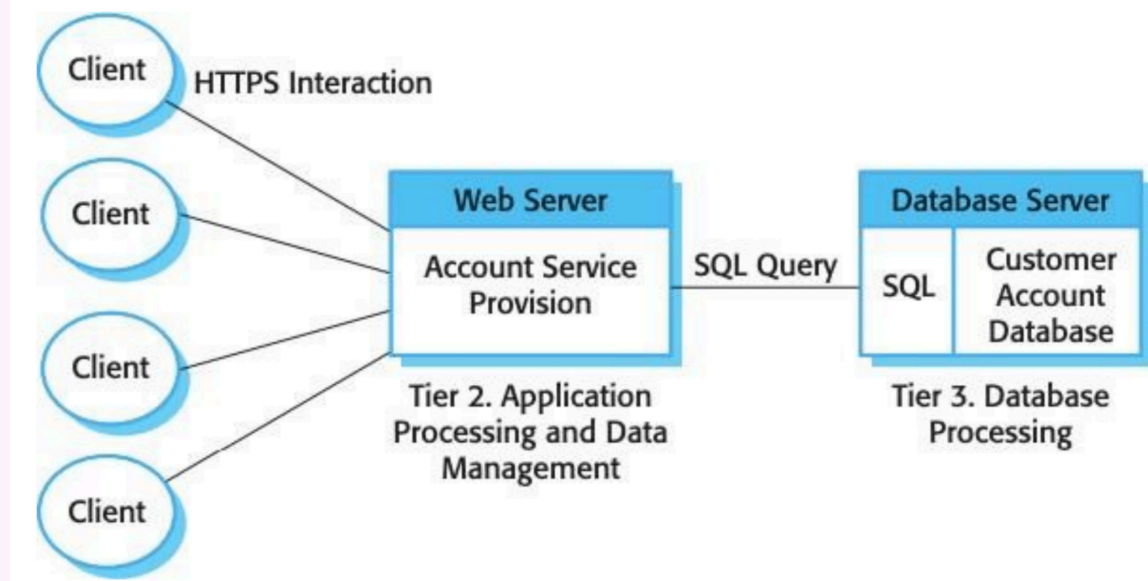 Client
HTTPS Interaction
Client
Client
Client
Web Server
Account Service
Provision
Tier 2. Application
Processing and Data
Management
SQL Query
Database Server
SQL
Customer
Account
Database
Tier 3. Database
Processing